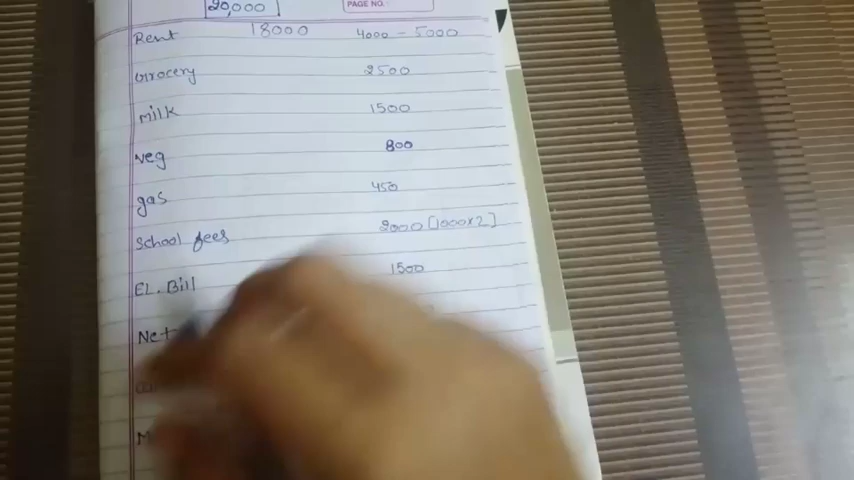 20,000
PAGE NO.:
Rent 18000 4000 - 5000
Grocery 2500
milk 1500
veg 800
gas 450
School fees 2000 [1000x2]
EL. Bill 1500
Net